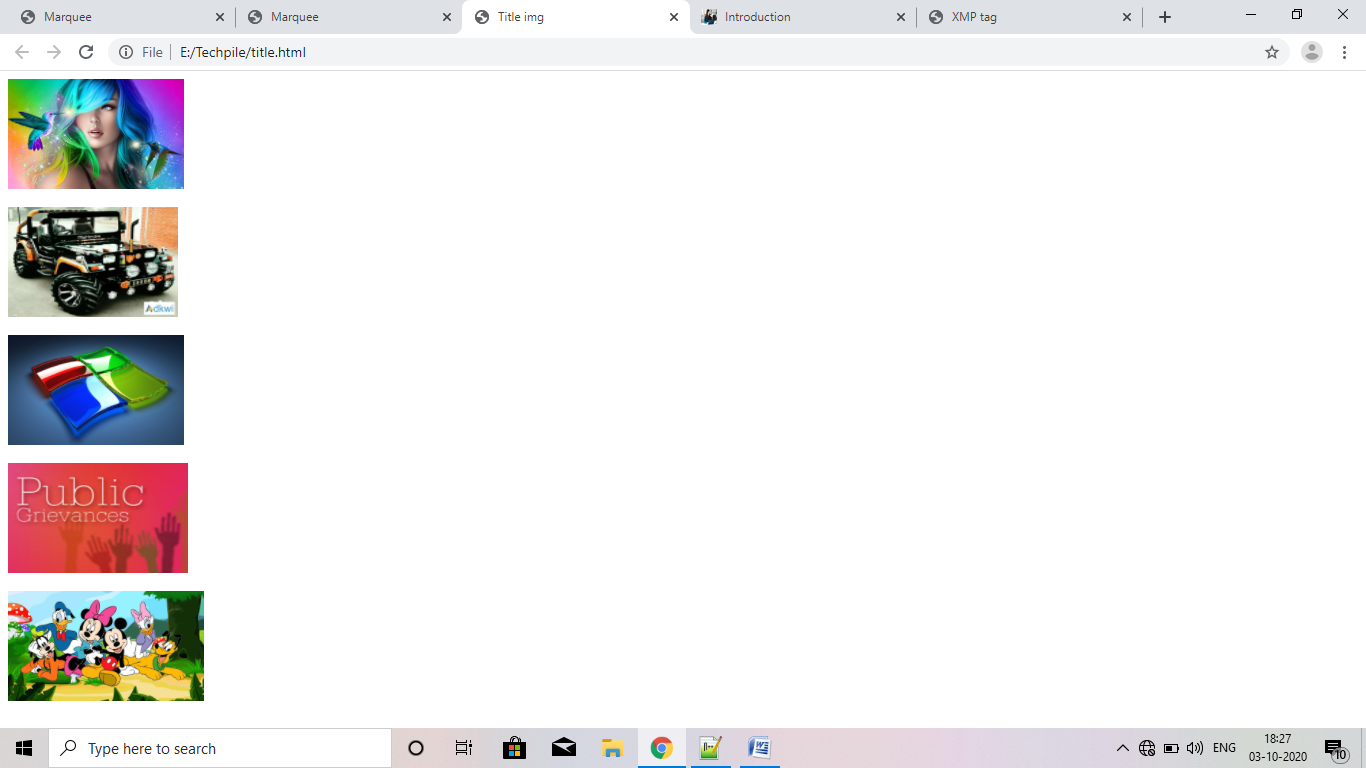 Marquee
Marquee
Title img
Introduction
XMP tag
File
E:/Techpile/title.html
Adkwi
Public
Grievances
Type here to search
ENG
18:27
03-10-2020
10